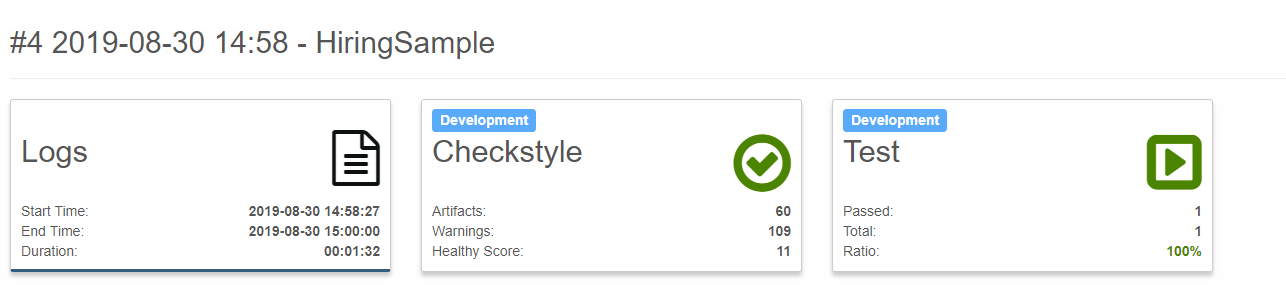 #4 2019-08-30 14:58 - HiringSample
Logs
Start Time: 2019-08-30 14:58:27
End Time: 2019-08-30 15:00:00
Duration: 00:01:32
Development
Checkstyle
Artifacts: 60
Warnings: 109
Healthy Score: 11
Development
Test
Passed: 1
Total: 1
Ratio: 100%